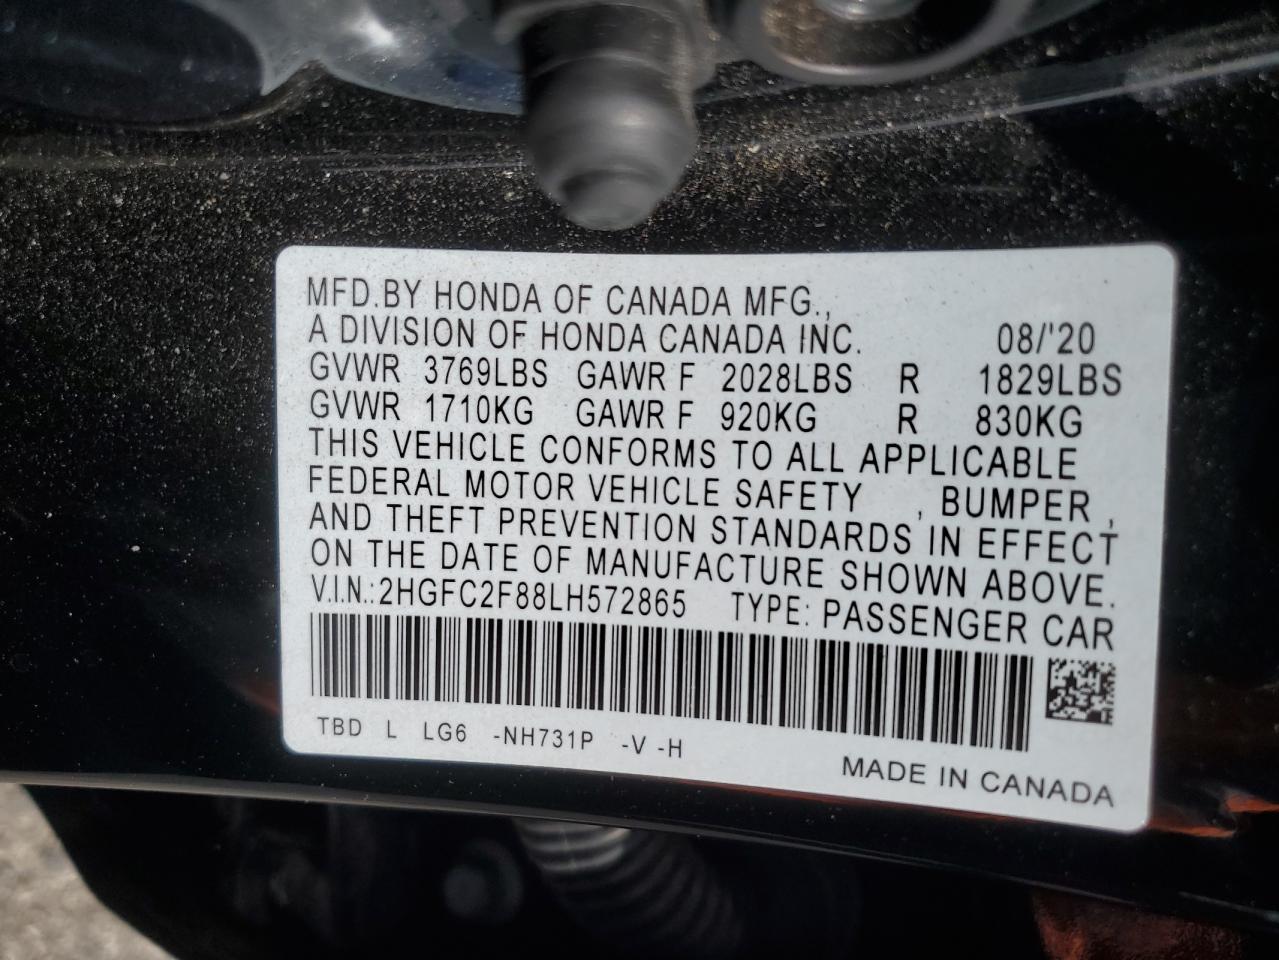 MFD.BY HONDA OF CANADA MFG.,
A DIVISION OF HONDA CANADA INC. 08/'20
GVWR 3769LBS GAWR F 2028LBS R 1829LBS
GVWR 1710KG GAWR F 920KG R 830KG
THIS VEHICLE CONFORMS TO ALL APPLICABLE
FEDERAL MOTOR VEHICLE SAFETY , BUMPER ,
AND THEFT PREVENTION STANDARDS IN EFFECT
ON THE DATE OF MANUFACTURE SHOWN ABOVE.
V.I.N.:2HGFC2F88LH572865 TYPE: PASSENGER CAR
TBD L LG6 -NH731P -V -H
MADE IN CANADA